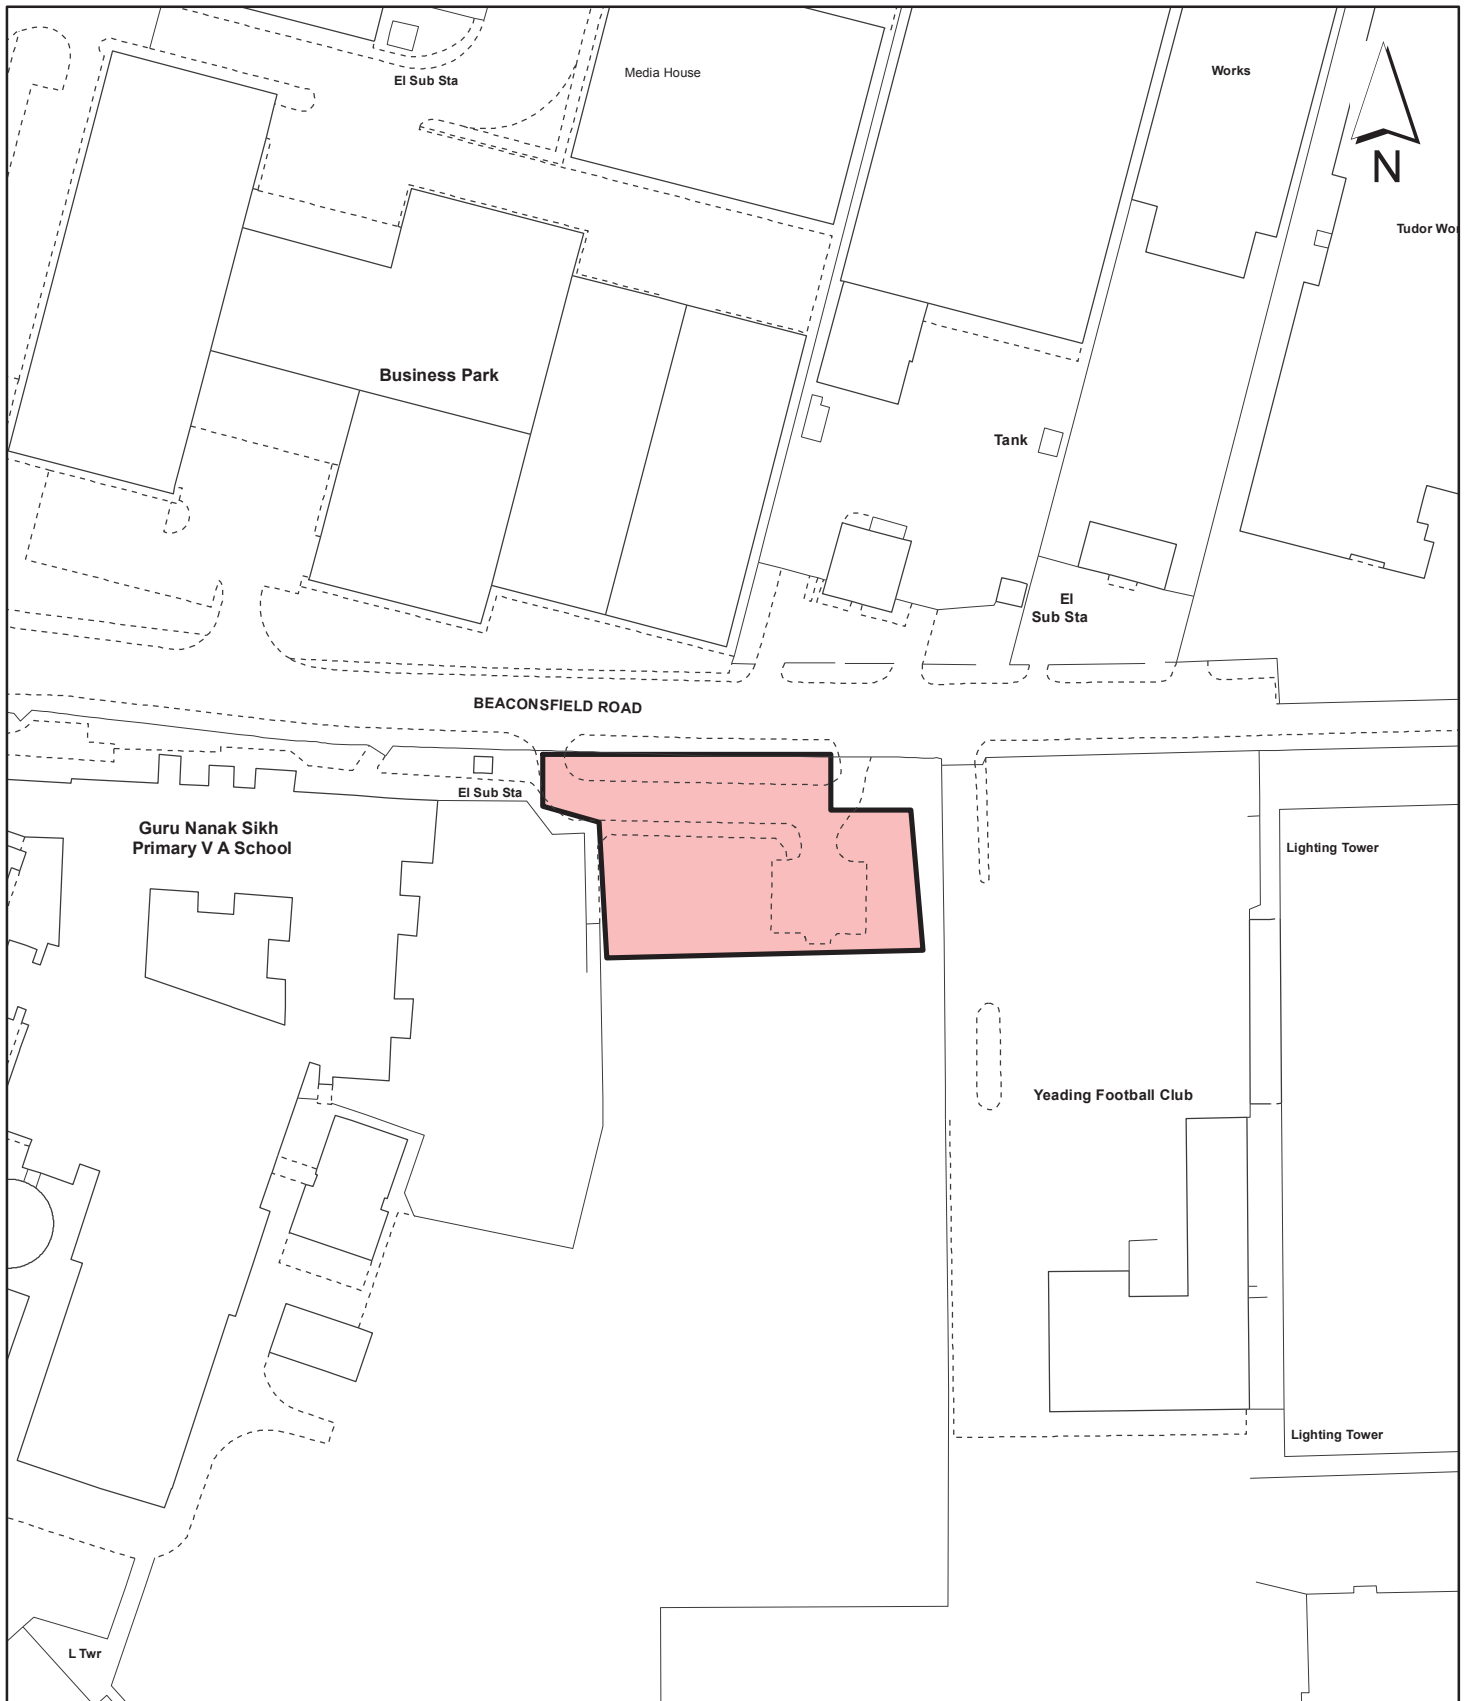 El Sub Sta
Media House
Works
N
Tudor Wor
Business Park
Tank
El
Sub Sta
BEACONSFIELD ROAD
El Sub Sta
Guru Nanak Sikh
Primary V A School
Lighting Tower
Yeading Football Club
Lighting Tower
L Twr